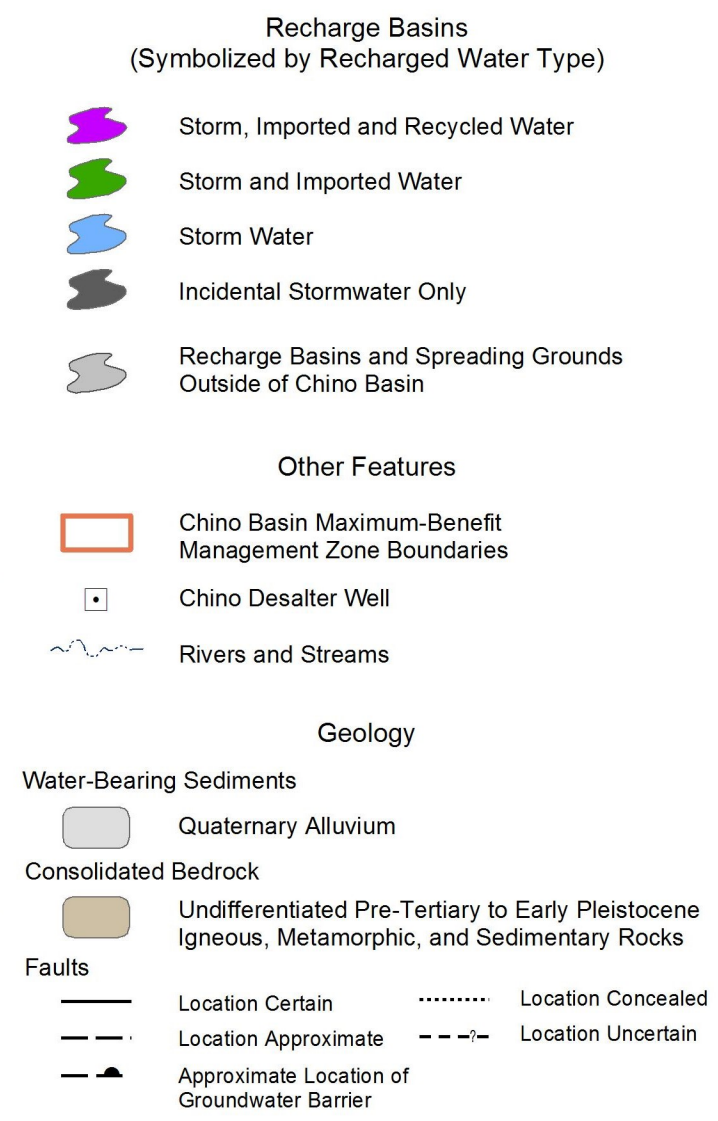 Recharge Basins
(Symbolized by Recharged Water Type)
Storm, Imported and Recycled Water
Storm and Imported Water
Storm Water
Incidental Stormwater Only
Recharge Basins and Spreading Grounds
Outside of Chino Basin
Other Features
Chino Basin Maximum-Benefit
Management Zone Boundaries
Chino Desalter Well
Rivers and Streams
Geology
Water-Bearing Sediments
Quaternary Alluvium
Consolidated Bedrock
Undifferentiated Pre-Tertiary to Early Pleistocene
Igneous, Metamorphic, and Sedimentary Rocks
Faults
Location Certain
Location Concealed
Location Approximate
?
Location Uncertain
Approximate Location of
Groundwater Barrier